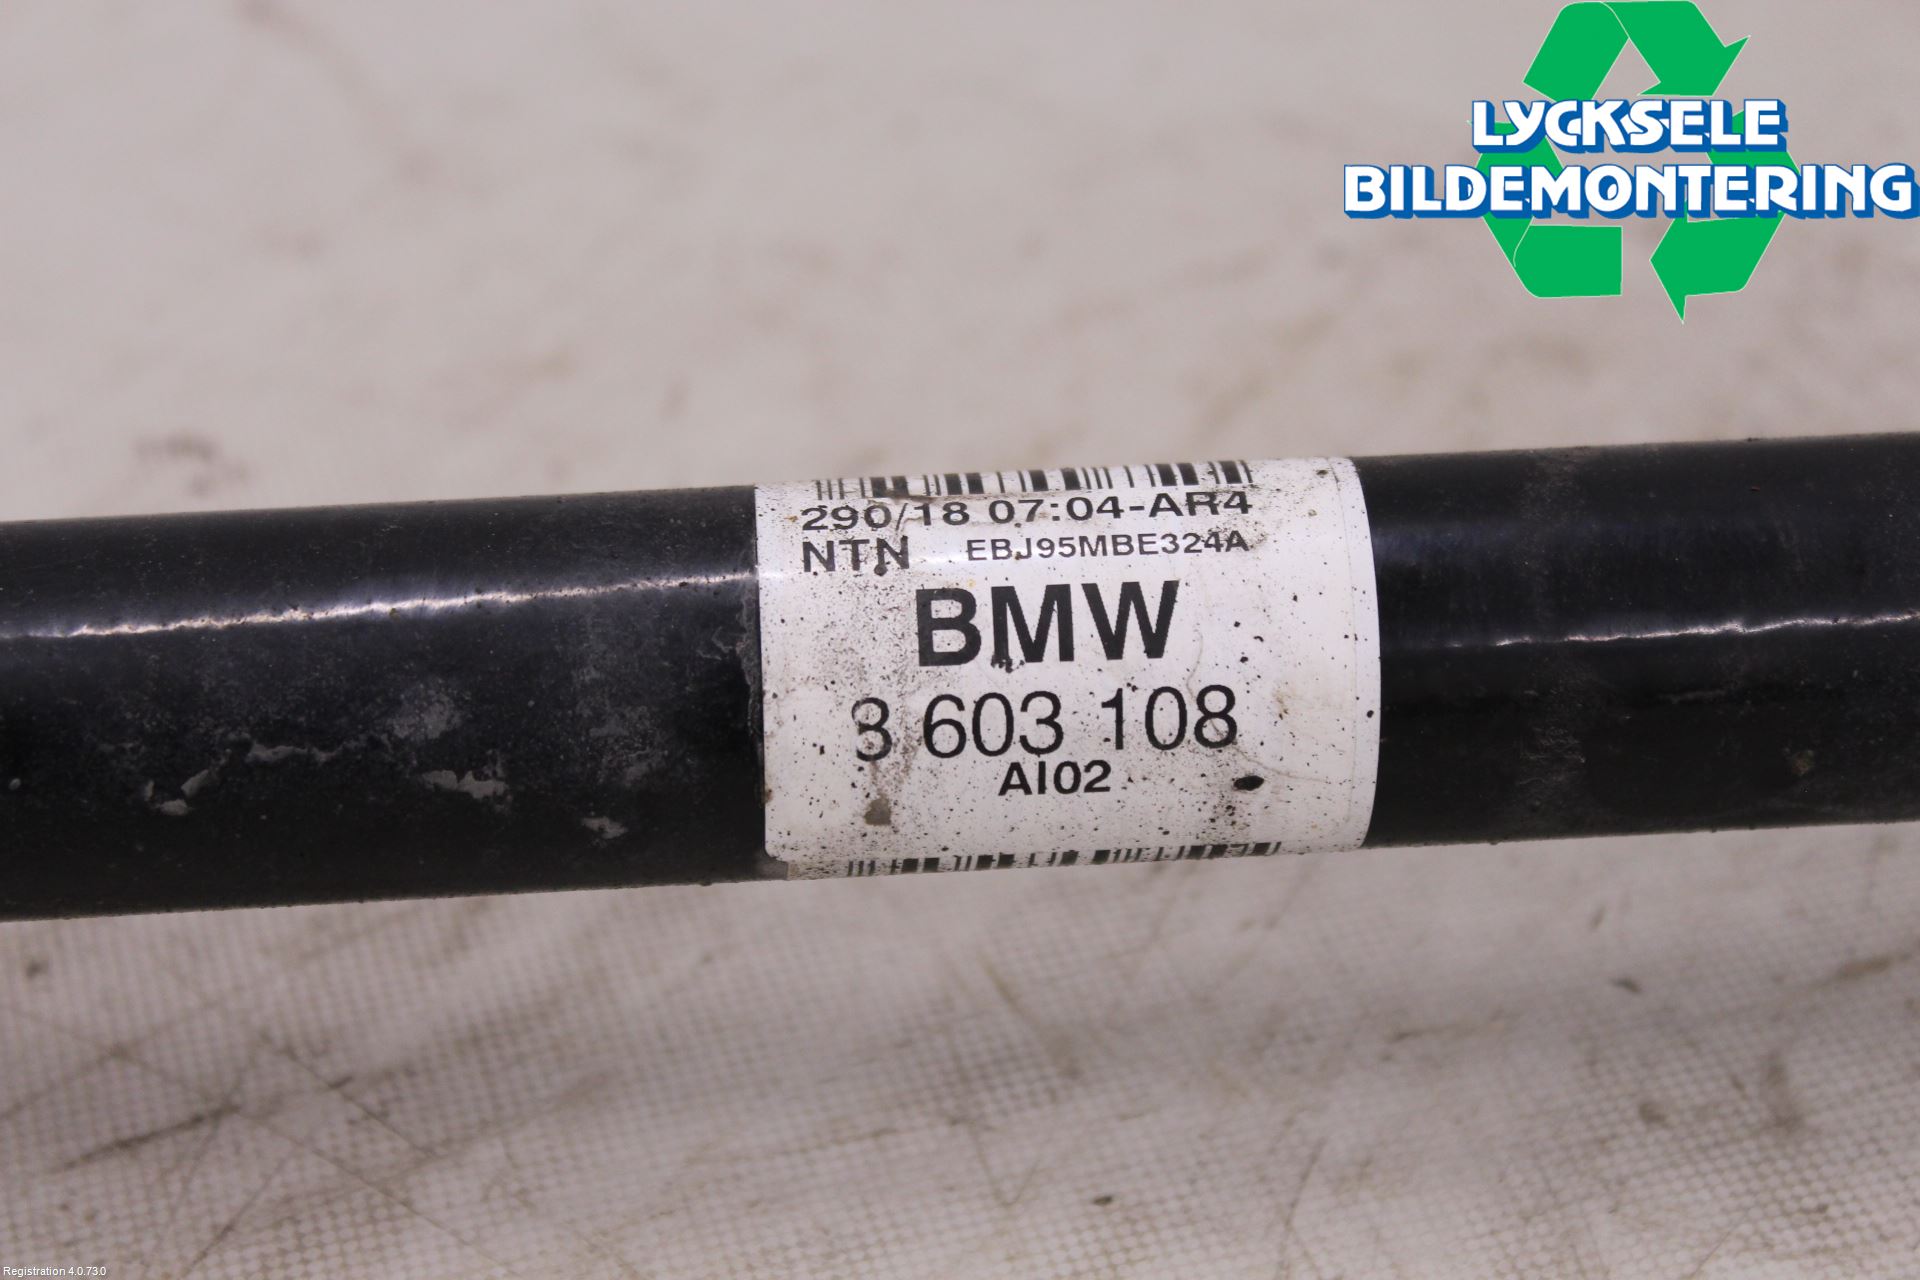 LYCKSELE
BILDEMONTERING
290/18 07:04-AR4
NTN EBJ95MBE324A
BMW
8 603 108
AI02
Registration 4.0.73.0